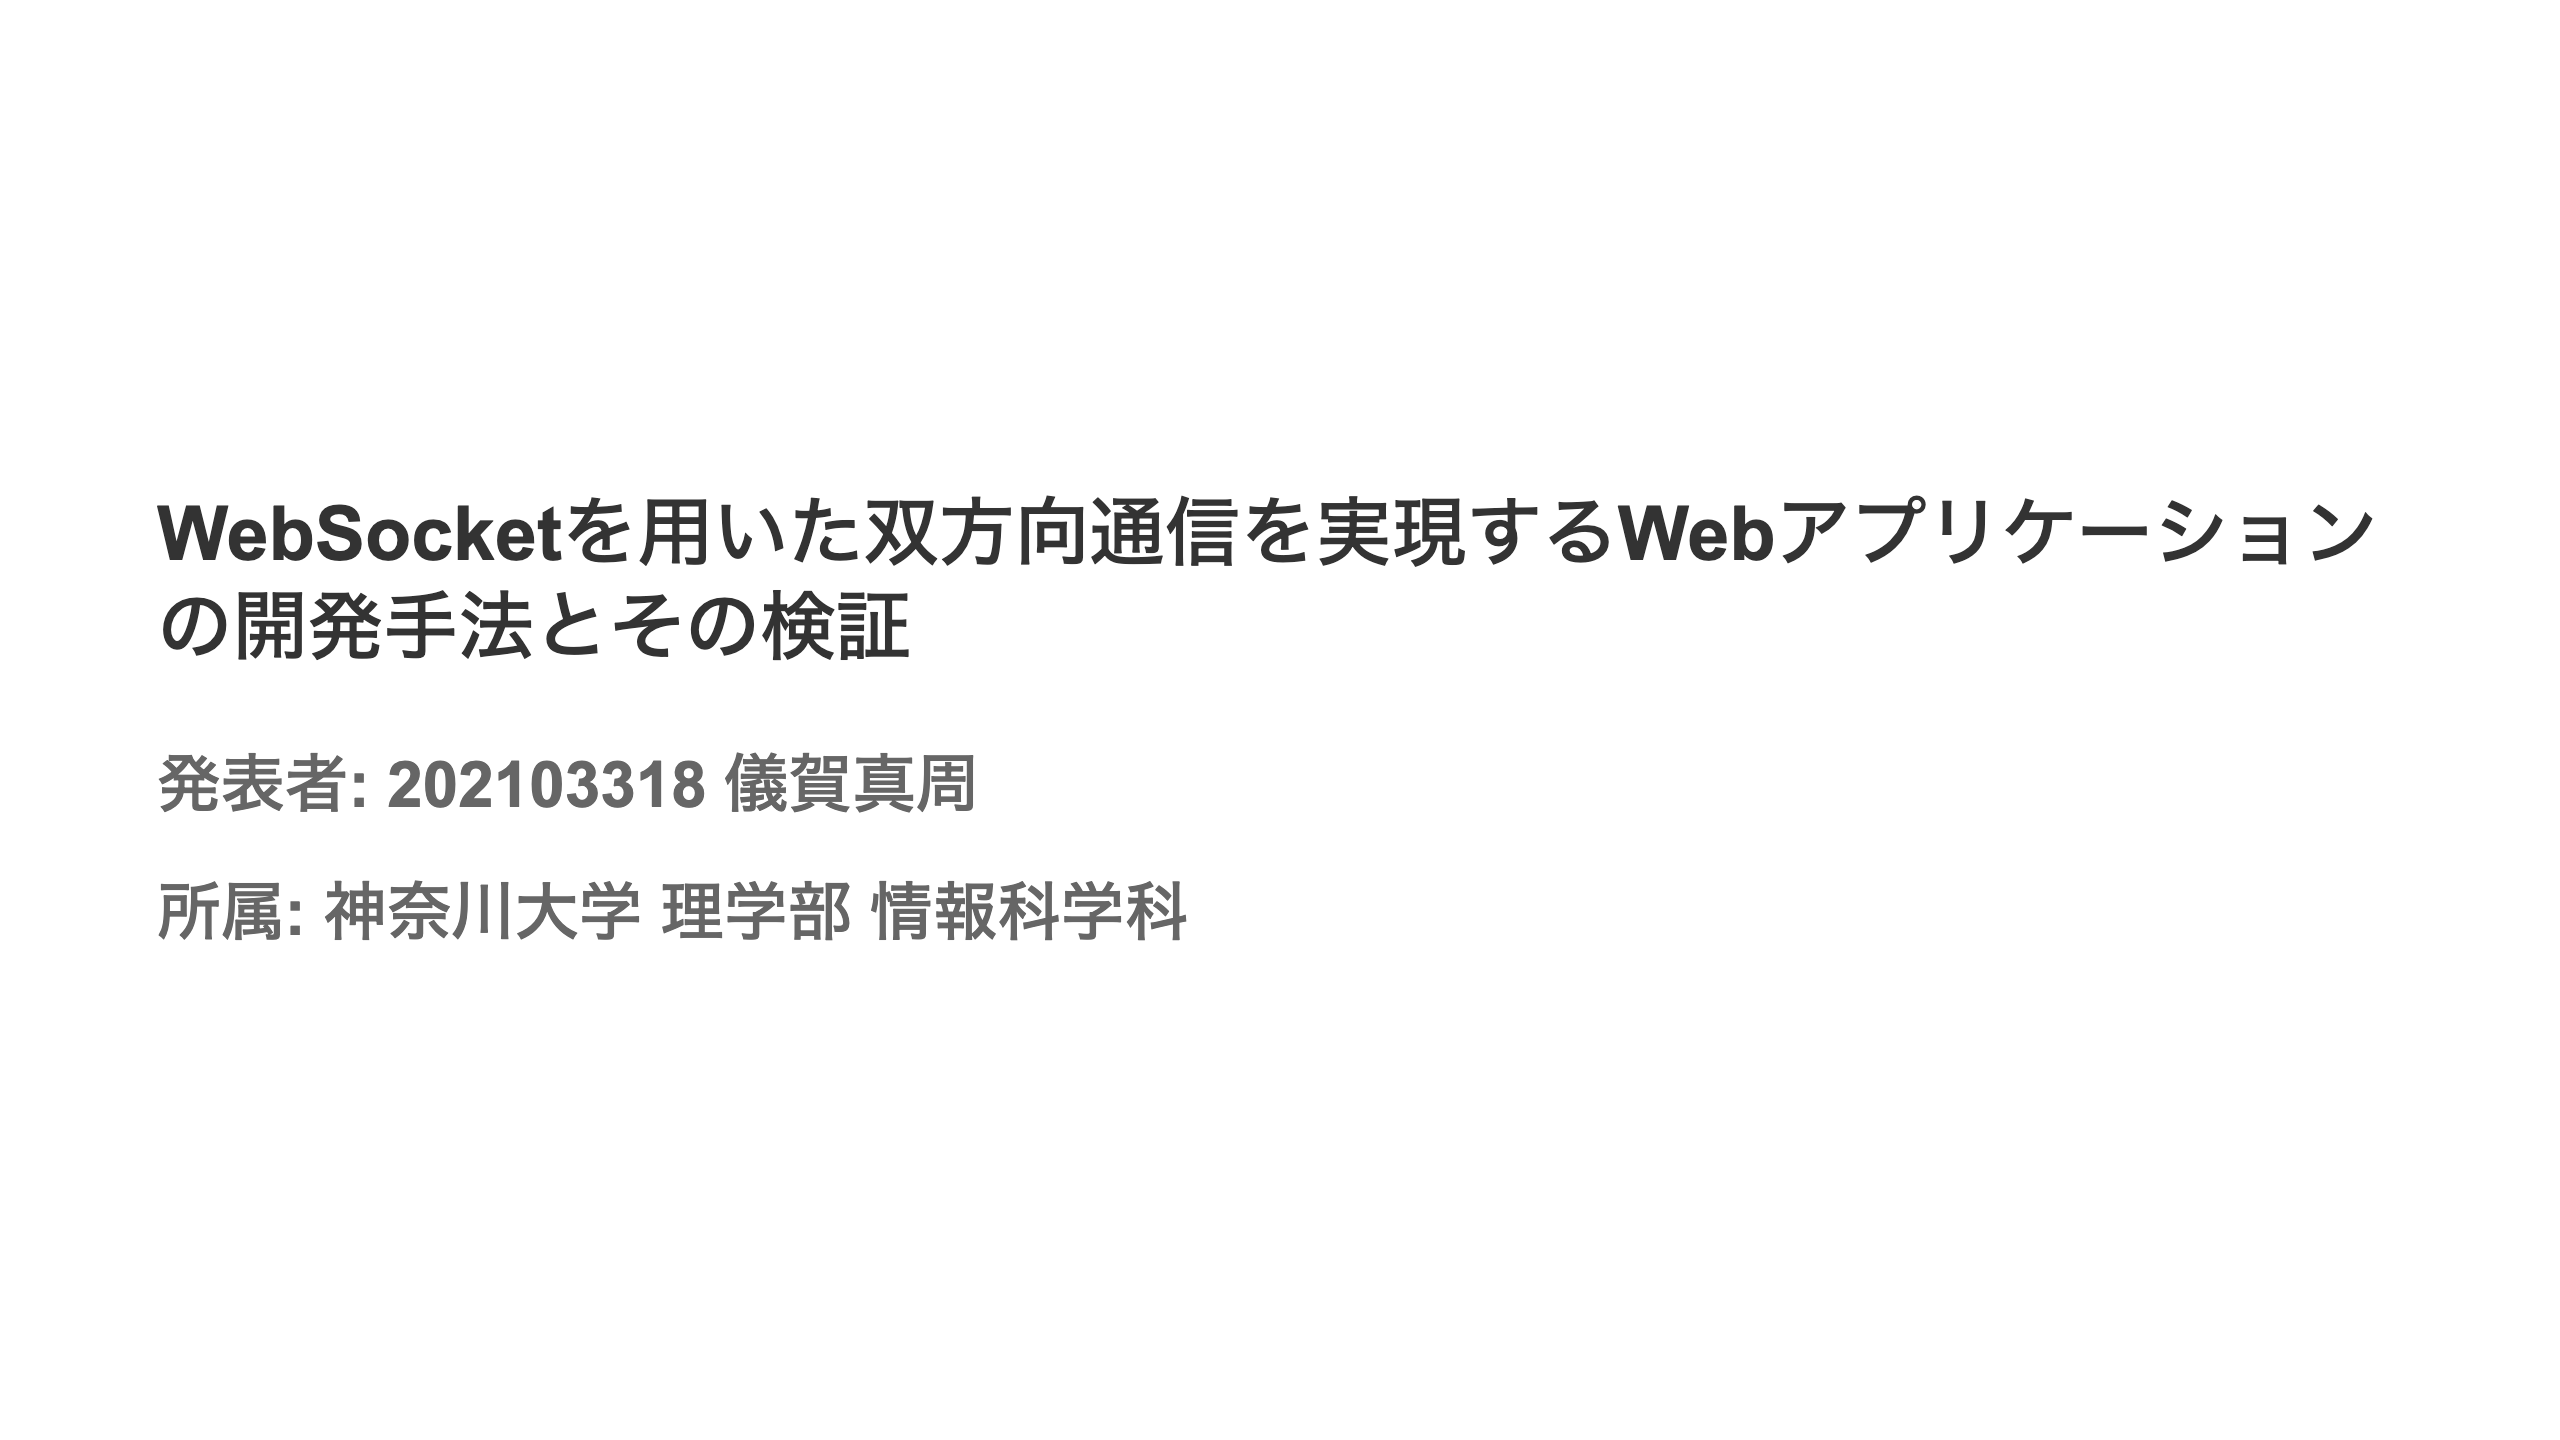 WebSocketを用いた双方向通信を実現するWebアプリケーション
の開発手法とその検証
発表者: 202103318 儀賀真周
所属: 神奈川大学 理学部 情報科学科